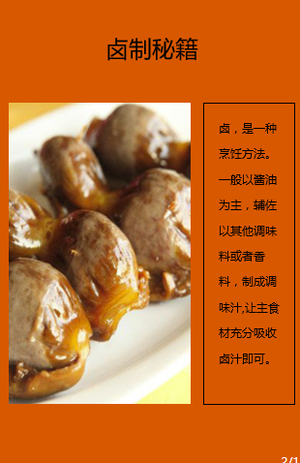 卤制秘籍
卤，是一种
烹饪方法。
一般以酱油
为主，辅佐
以其他调味
料或者香
料，制成调
味汁,让主食
材充分吸收
卤汁即可。